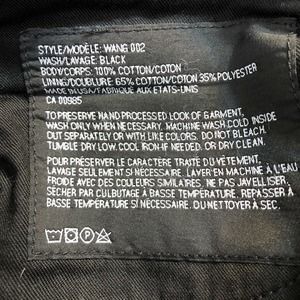 STYLE/MODÈLE: WANG 002
WASH/LAVAGE: BLACK
BODY/CORPS: 100% COTTON/COTON
LINING/DOUBLURE: 65% COTTON/COTON 35% POLYESTER
MADE IN USA/FABRIQUE AUX ETATS-UNIS
CA 00985
TO PRESERVE HAND PROCESSED LOOK OF GARMENT.
WASH ONLY WHEN NECESSARY. MACHINE WASH COLD INSIDE
OUT SEPARATELY OR WITH LIKE COLORS. DO NOT BLEACH.
TUMBLE DRY LOW. COOL IRON IF NEEDED. OR DRY CLEAN.
POUR PRÉSERVER LE CARACTÈRE TRAITÉ DU VÊTEMENT.
LAVAGE SEULEMENT SI NÉCESSAIRE. LAVER EN MACHINE À L'EAU
FROIDE AVEC DES COULEURS SIMILAIRES. NE PAS JAVELLISER.
SÉCHER PAR CULBUTAGE À BASSE TEMPÉRATURE. REPASSER À
BASSE TEMPÉRATURE SI NÉCESSAIRE. OU NETTOYER À SEC.